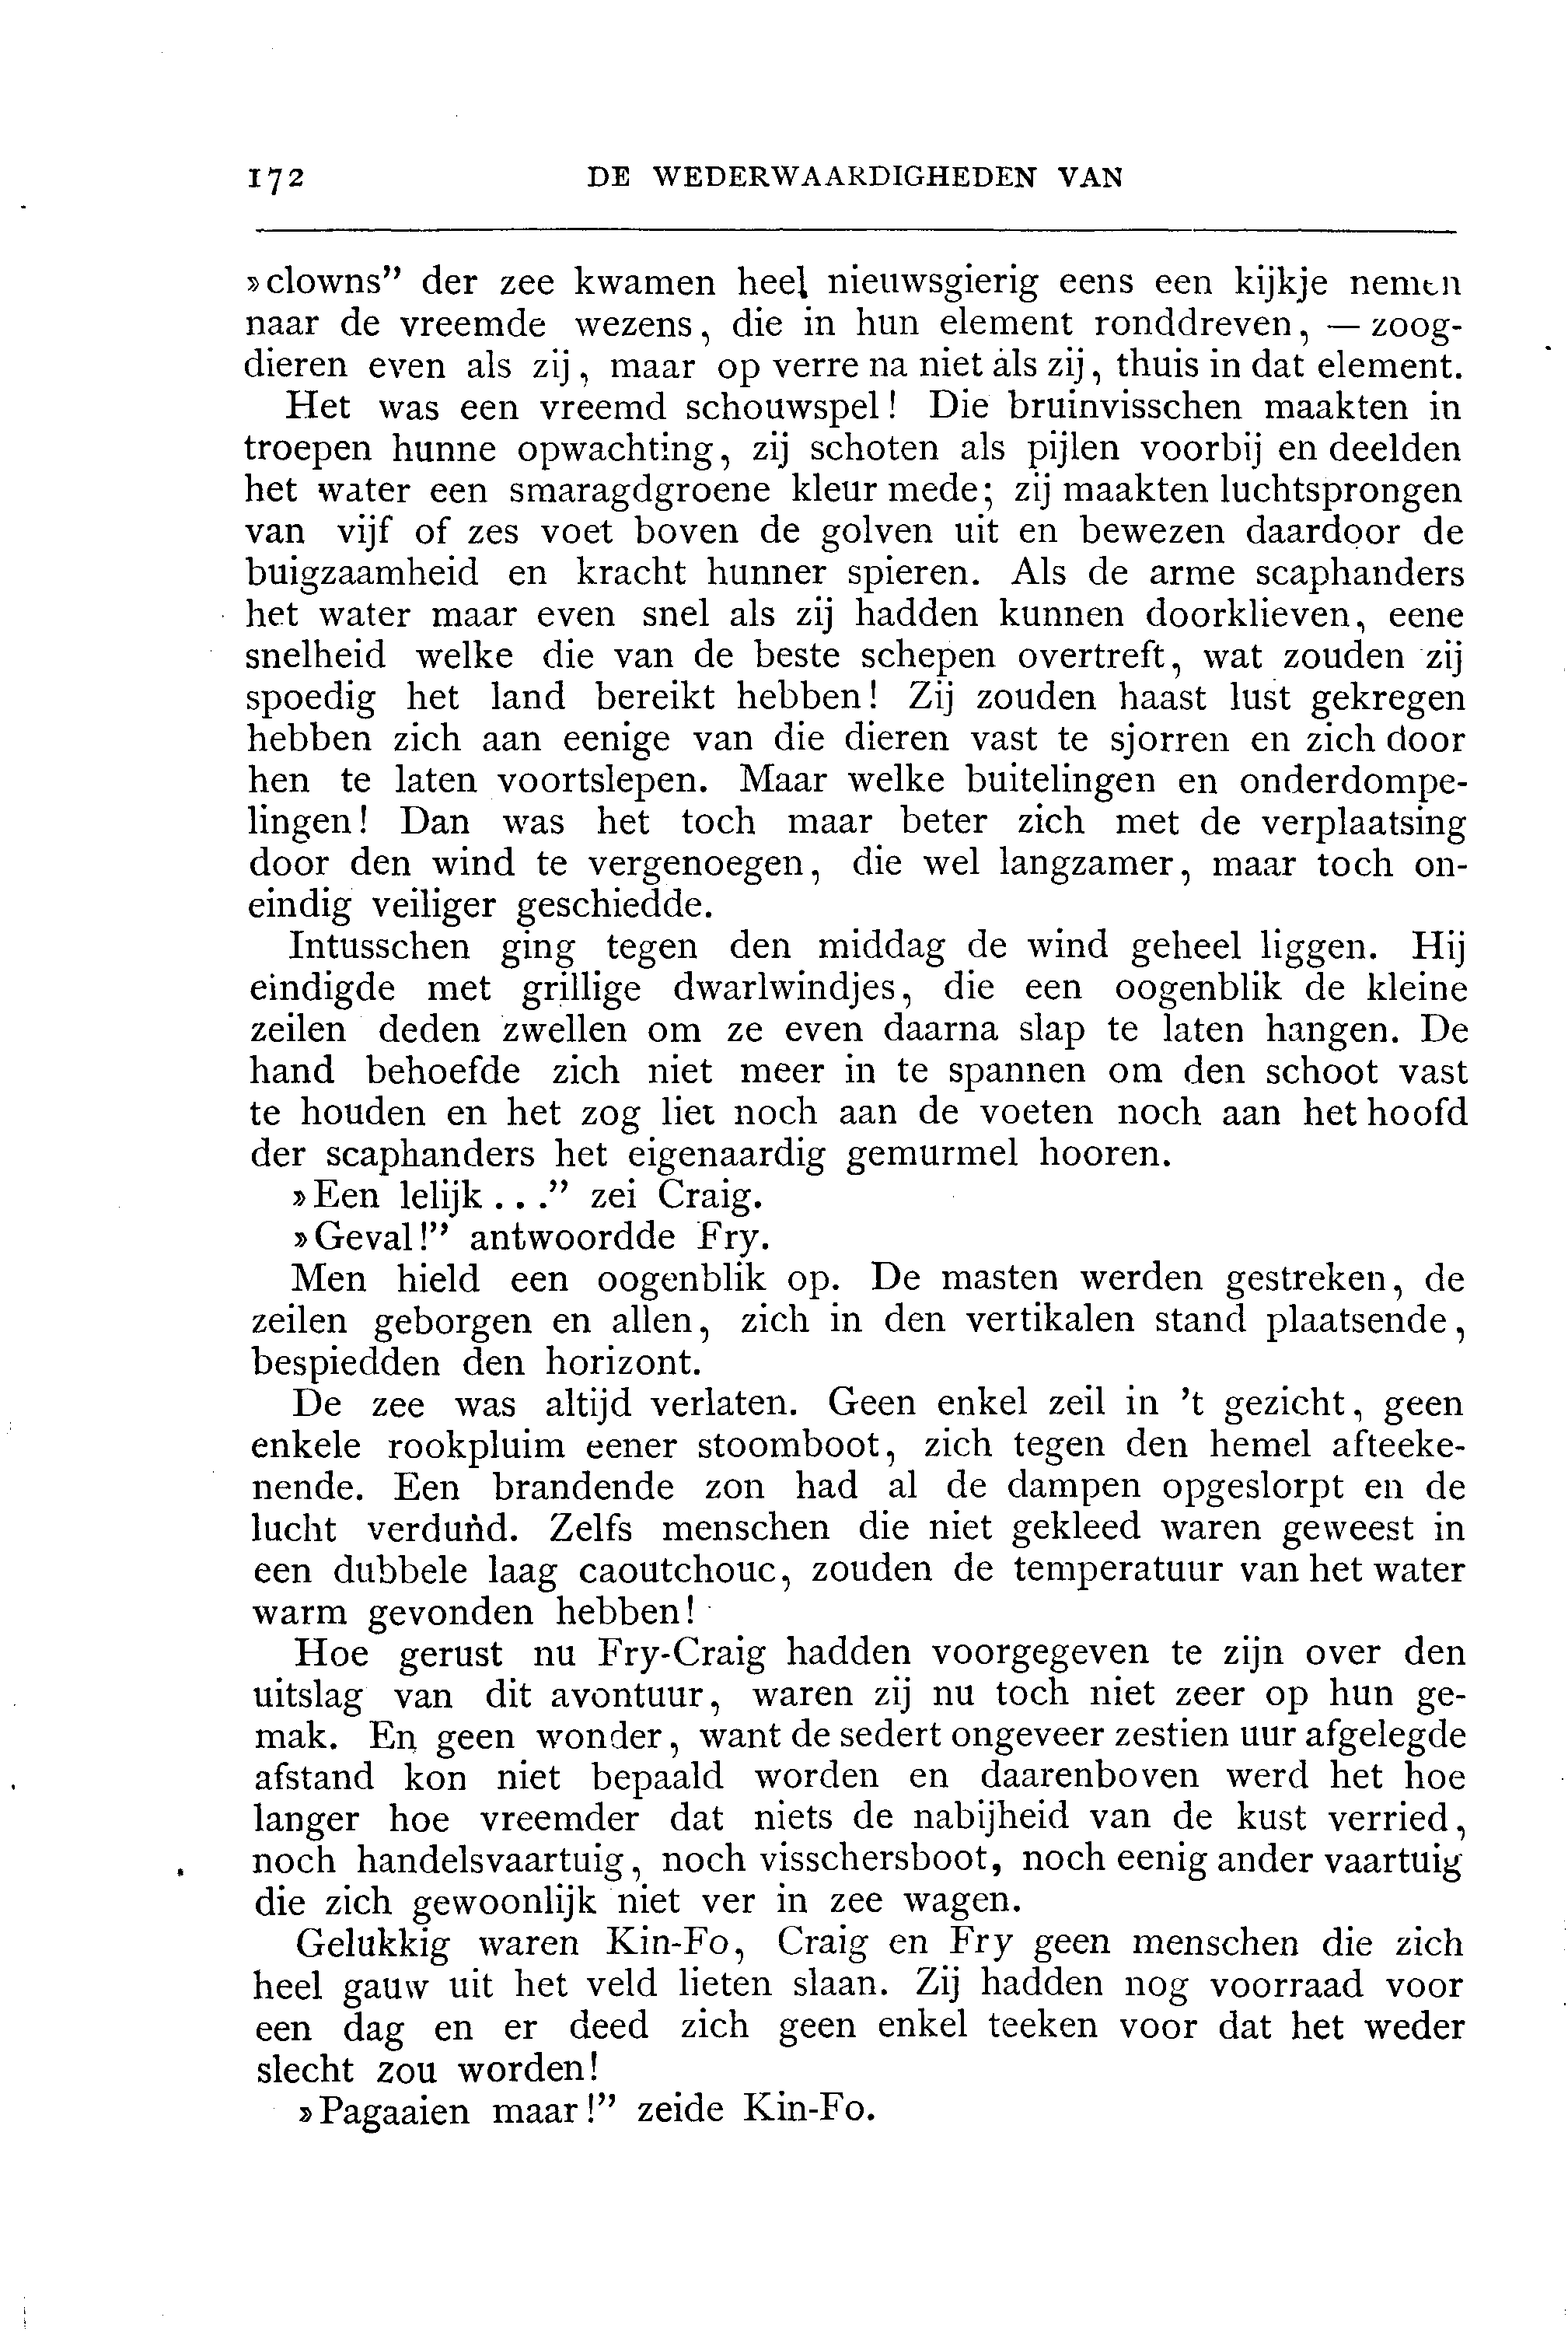 172 DE WEDERWAARDIGHEDEN VAN
»clowns” der zee kwamen heel nieuwsgierig eens een kijkje nemen
naar de vreemde wezens, die in hun element ronddreven, — zoog-
dieren even als zij, maar op verre na niet als zij, thuis in dat element.
Het was een vreemd schouwspel! Die bruinvisschen maakten in
troepen hunne opwachting, zij schoten als pijlen voorbij en deelden
het water een smaragdgroene kleur mede; zij maakten luchtsprongen
van vijf of zes voet boven de golven uit en bewezen daardoor de
buigzaamheid en kracht hunner spieren. Als de arme scaphanders
het water maar even snel als zij hadden kunnen doorklieven, eene
snelheid welke die van de beste schepen overtreft, wat zouden zij
spoedig het land bereikt hebben! Zij zouden haast lust gekregen
hebben zich aan eenige van die dieren vast te sjorren en zich door
hen te laten voortslepen. Maar welke buitelingen en onderdompe-
lingen! Dan was het toch maar beter zich met de verplaatsing
door den wind te vergenoegen, die wel langzamer, maar toch on-
eindig veiliger geschiedde.
Intusschen ging tegen den middag de wind geheel liggen. Hij
eindigde met grillige dwarlwindjes, die een oogenblik de kleine
zeilen deden zwellen om ze even daarna slap te laten hangen. De
hand behoefde zich niet meer in te spannen om den schoot vast
te houden en het zog liet noch aan de voeten noch aan het hoofd
der scaphanders het eigenaardig gemurmel hooren.
»Een lelijk . . .” zei Craig.
»Geval!” antwoordde Fry.
Men hield een oogenblik op. De masten werden gestreken, de
zeilen geborgen en allen, zich in den vertikalen stand plaatsende,
bespiedden den horizont.
De zee was altijd verlaten. Geen enkel zeil in ’t gezicht, geen
enkele rookpluim eener stoomboot, zich tegen den hemel afteeke-
nende. Een brandende zon had al de dampen opgeslorpt en de
lucht verdund. Zelfs menschen die niet gekleed waren geweest in
een dubbele laag caoutchouc, zouden de temperatuur van het water
warm gevonden hebben!
Hoe gerust nu Fry-Craig hadden voorgegeven te zijn over den
uitslag van dit avontuur, waren zij nu toch niet zeer op hun ge-
mak. En geen wonder, want de sedert ongeveer zestien uur afgelegde
afstand kon niet bepaald worden en daarenboven werd het hoe
langer hoe vreemder dat niets de nabijheid van de kust verried,
noch handelsvaartuig, noch visschersboot, noch eenig ander vaartuig
die zich gewoonlijk niet ver in zee wagen.
Gelukkig waren Kin-Fo, Craig en Fry geen menschen die zich
heel gauw uit het veld lieten slaan. Zij hadden nog voorraad voor
een dag en er deed zich geen enkel teeken voor dat het weder
slecht zou worden!
»Pagaaien maar!” zeide Kin-Fo.